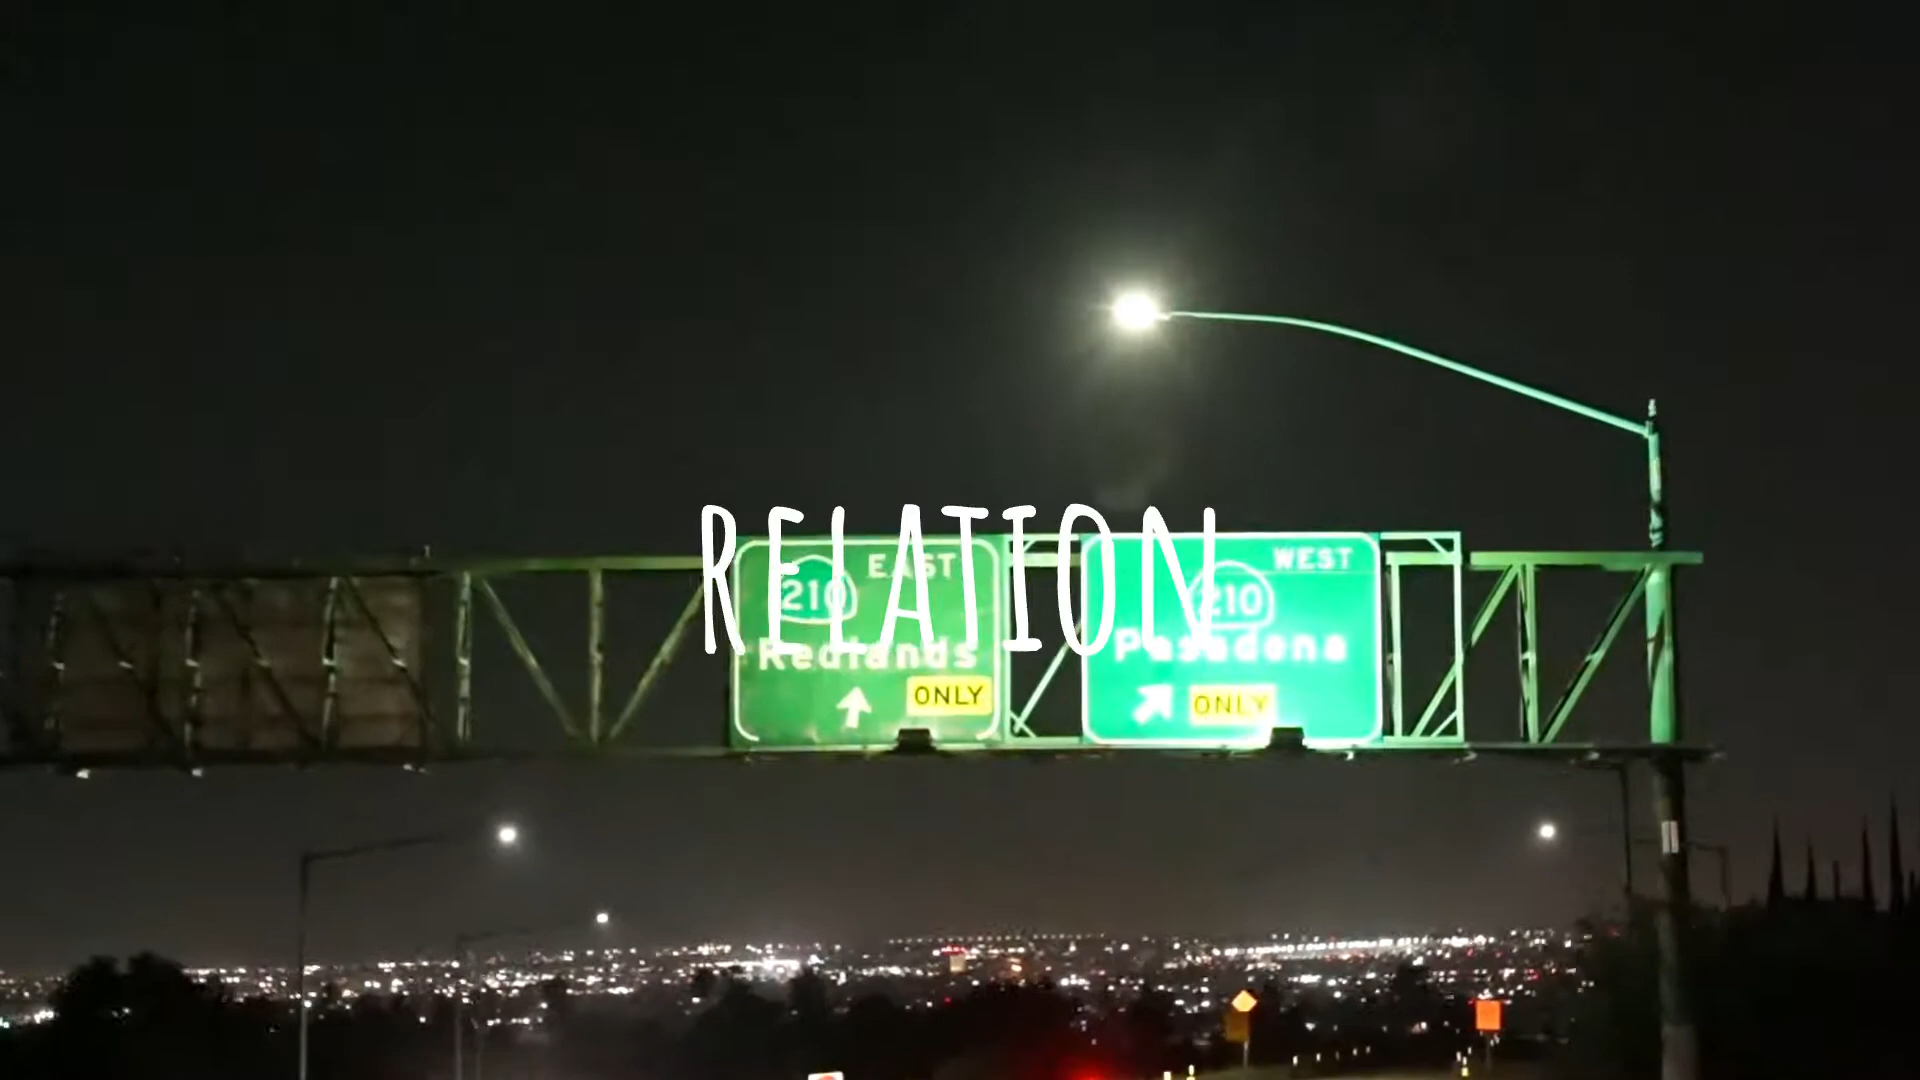 RELATION
EAST
210
Redlands
ONLY
WEST
210
Pasadena
ONLY